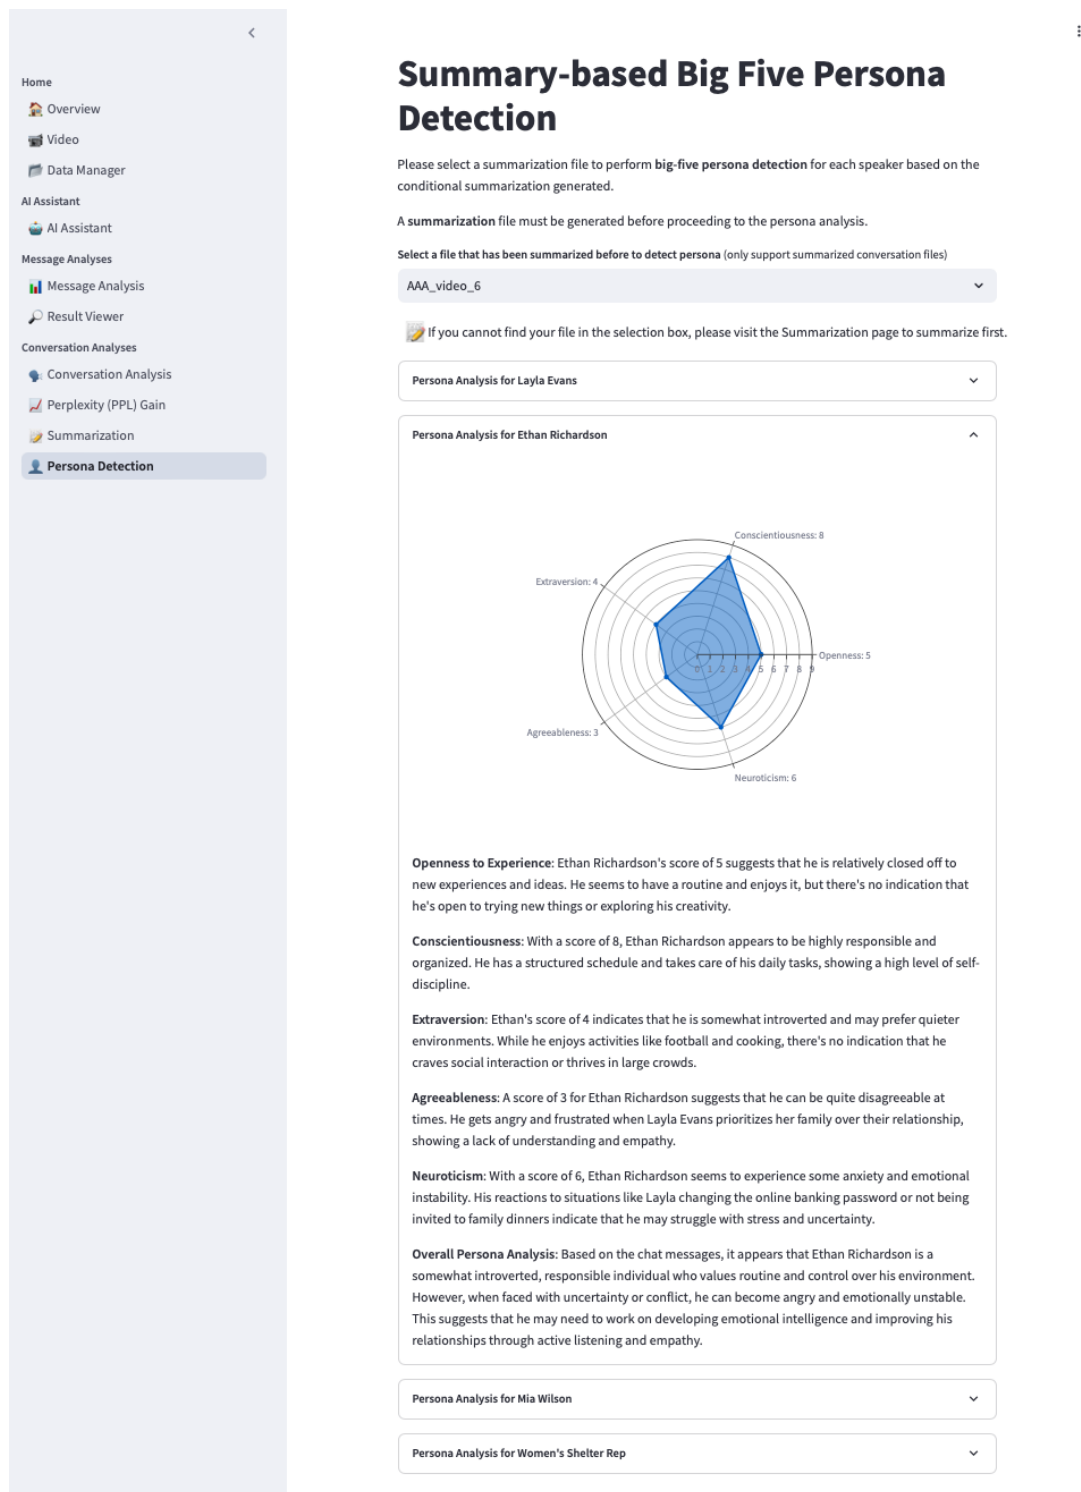 Home
Overview
Video
Data Manager
AI Assistant
AI Assistant
Message Analyses
Message Analysis
Result Viewer
Conversation Analyses
Conversation Analysis
Perplexity (PPL) Gain
Summarization
Persona Detection
Summary-based Big Five Persona
Detection
Please select a summarization file to perform big-five persona detection for each speaker based on the
conditional summarization generated.
A summarization file must be generated before proceeding to the persona analysis.
Select a file that has been summarized before to detect persona (only support summarized conversation files)
AAA_video_6
If you cannot find your file in the selection box, please visit the Summarization page to summarize first.
Persona Analysis for Layla Evans
Persona Analysis for Ethan Richardson
Conscientiousness: 8
Extraversion: 4
Openness: 5
0 1 2 3 4 5 6 7 8 9
Agreeableness: 3
Neuroticism: 6
Openness to Experience: Ethan Richardson's score of 5 suggests that he is relatively closed off to
new experiences and ideas. He seems to have a routine and enjoys it, but there's no indication that
he's open to trying new things or exploring his creativity.
Conscientiousness: With a score of 8, Ethan Richardson appears to be highly responsible and
organized. He has a structured schedule and takes care of his daily tasks, showing a high level of self-
discipline.
Extraversion: Ethan's score of 4 indicates that he is somewhat introverted and may prefer quieter
environments. While he enjoys activities like football and cooking, there's no indication that he
craves social interaction or thrives in large crowds.
Agreeableness: A score of 3 for Ethan Richardson suggests that he can be quite disagreeable at
times. He gets angry and frustrated when Layla Evans prioritizes her family over their relationship,
showing a lack of understanding and empathy.
Neuroticism: With a score of 6, Ethan Richardson seems to experience some anxiety and emotional
instability. His reactions to situations like Layla changing the online banking password or not being
invited to family dinners indicate that he may struggle with stress and uncertainty.
Overall Persona Analysis: Based on the chat messages, it appears that Ethan Richardson is a
somewhat introverted, responsible individual who values routine and control over his environment.
However, when faced with uncertainty or conflict, he can become angry and emotionally unstable.
This suggests that he may need to work on developing emotional intelligence and improving his
relationships through active listening and empathy.
Persona Analysis for Mia Wilson
Persona Analysis for Women's Shelter Rep